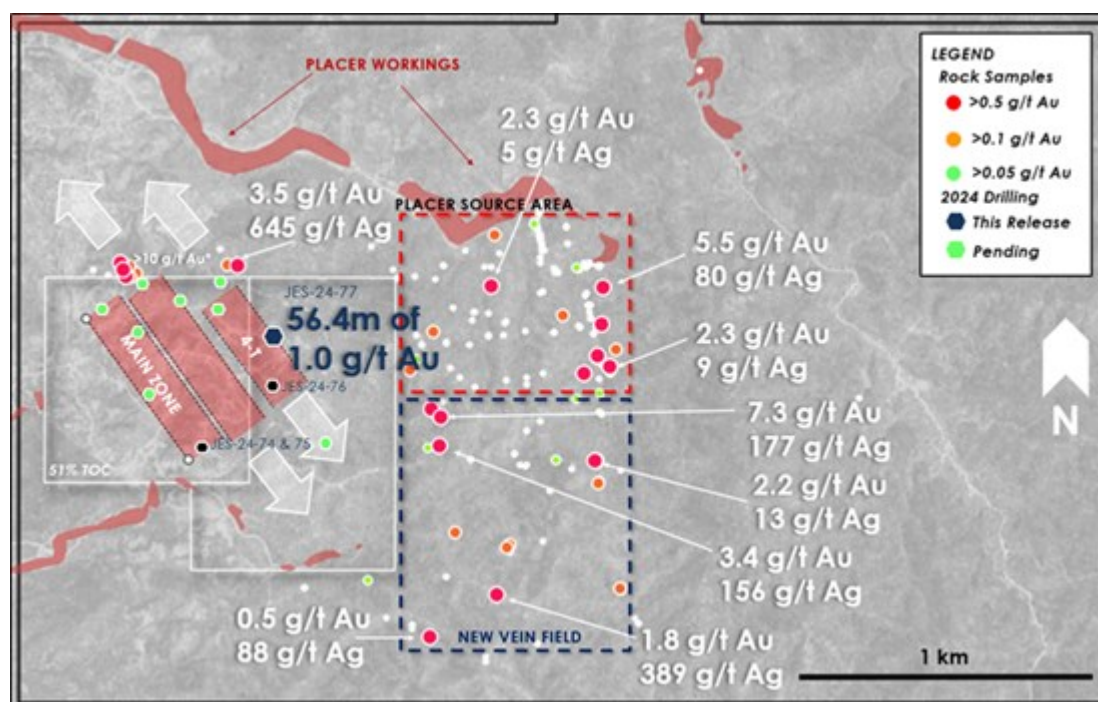 LEGEND
Rock Samples
>0.5 g/t Au
>0.1 g/t Au
>0.05 g/t Au
2024 Drilling
This Release
Pending
PLACER WORKINGS
2.3 g/t Au
5 g/t Ag
3.5 g/t Au
645 g/t Ag
PLACER SOURCE AREA
>10 g/t Au*
5.5 g/t Au
80 g/t Ag
JES-24-77
56.4m of
1.0 g/t Au
MAIN ZONE
4-T
2.3 g/t Au
9 g/t Ag
JES-24-76
N
7.3 g/t Au
177 g/t Ag
JES-24-74 & 75
51% TOC
2.2 g/t Au
13 g/t Ag
3.4 g/t Au
156 g/t Ag
0.5 g/t Au
88 g/t Ag
NEW VEIN FIELD
1.8 g/t Au
389 g/t Ag
1 km